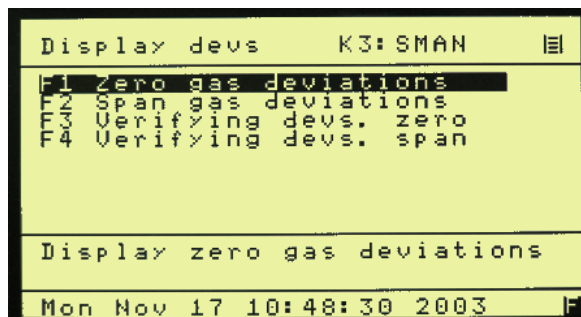 Display devs K3:SMAN
F1 Zero gas deviations
F2 Span gas deviations
F3 Verifying devs. zero
F4 Verifying devs. span
Display zero gas deviations
Mon Nov 17 10:48:30 2003 F